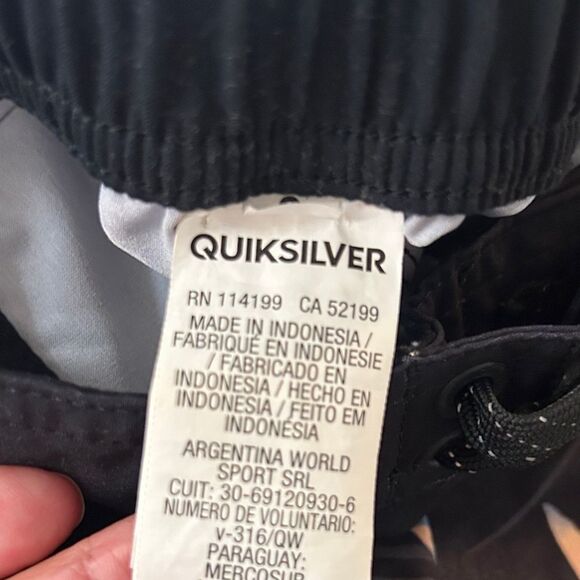 QUIKSILVER
RN 114199 CA 52199
MADE IN INDONESIA /
FABRIQUÉ EN INDONESIE
/ FABRICADO EN
INDONESIA / HECHO EN
INDONESIA / FEITO EM
INDONÉSIA
ARGENTINA WORLD
SPORT SRL
CUIT: 30-69120930-6
NUMERO DE VOLUNTARIO:
v-316/QW
PARAGUAY:
MERCOSUR